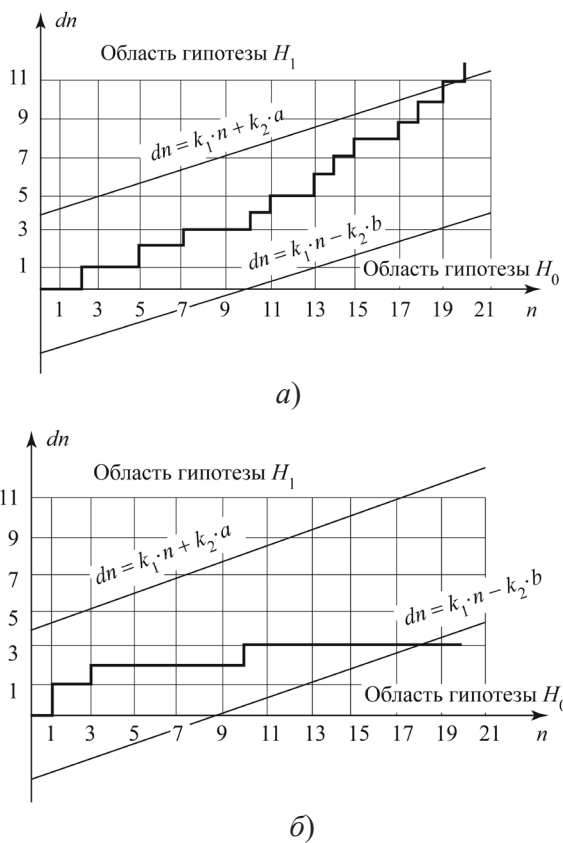 dn
Область гипотезы H1
11
dn = k1·n + k2·a
9
7
5
3
dn = k1·n − k2·b
1
Область гипотезы H0
1 3 5 7 9 11 13 15 17 19 21 n
а)
dn
Область гипотезы H1
11
dn = k1·n + k2·a
9
7
5
dn = k1·n − k2·b
3
1
Область гипотезы H0
1 3 5 7 9 11 13 15 17 19 21 n
б)